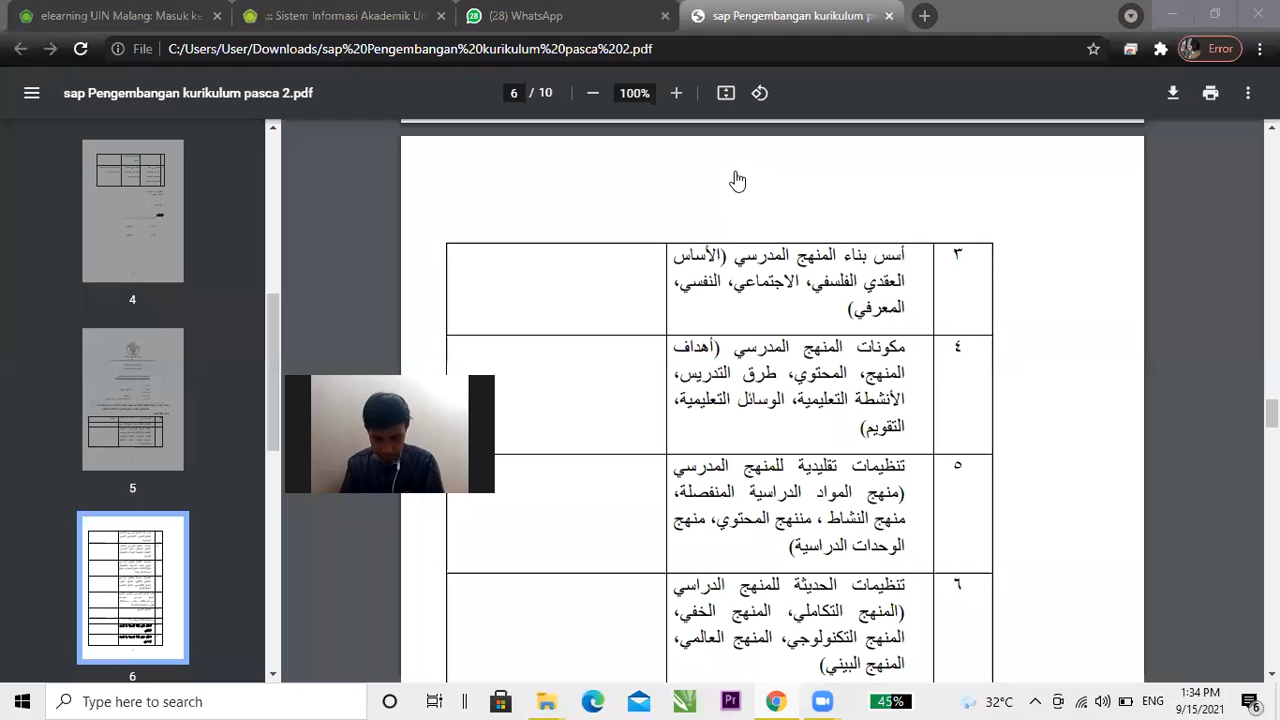 elearning UIN Malang: Masuk ke
Sistem Informasi Akademik Un
(28) WhatsApp
sap Pengembangan kurikulum pa
File
C:/Users/User/Downloads/sap%20Pengembangan%20kurikulum%20pasca%202.pdf
Error
sap Pengembangan kurikulum pasca 2.pdf
6 / 10
100%
4
5
6
٣
أسس بناء المنهج المدرسي (الأساس
العقدي الفلسفي، الاجتماعي، النفسي،
المعرفي)
٤
مكونات المنهج المدرسي (أهداف
المنهج، المحتوي، طرق التدريس،
الأنشطة التعليمية، الوسائل التعليمية،
التقويم)
٥
تنظيمات تقليدية للمنهج المدرسي
(منهج المواد الدراسية المنفصلة،
منهج النشاط ، مننهج المحتوي، منهج
الوحدات الدراسية)
٦
تنظيمات الحديثة للمنهج الدراسي
(المنهج التكاملي، المنهج الخفي،
المنهج التكنولوجي، المنهج العالمي،
المنهج البيني)
Type here to search
Pr
45%
32°C
ENG
1:34 PM
9/15/2021
6